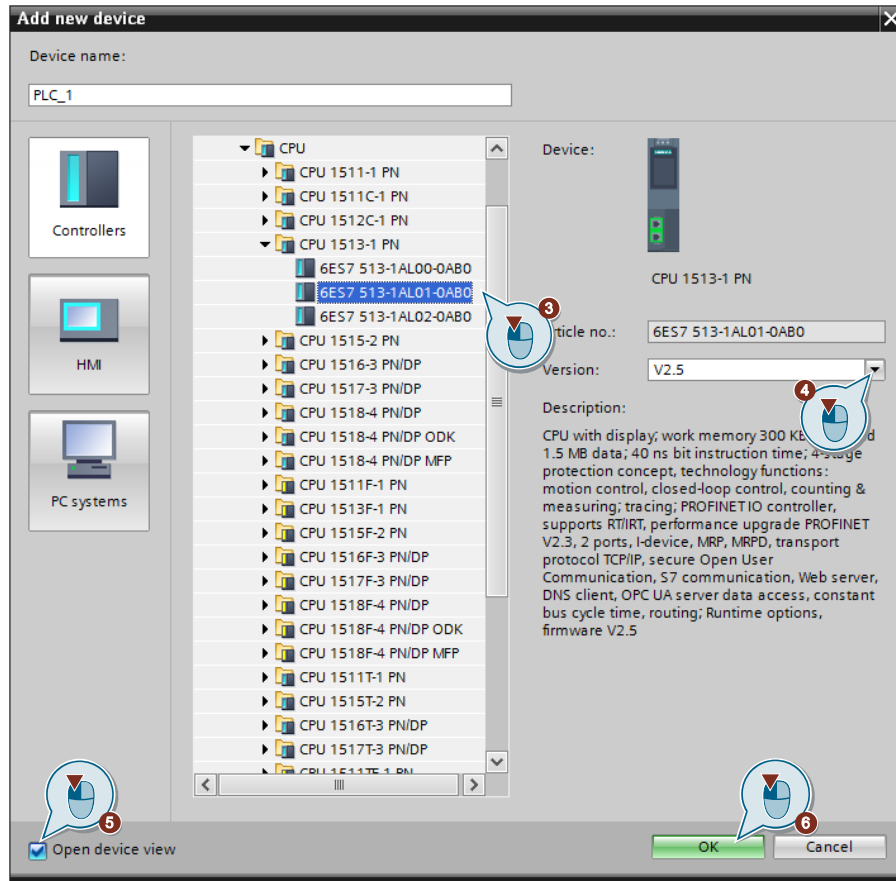 Add new device
Device name:
PLC_1
Controllers
HMI
PC systems
CPU
CPU 1511-1 PN
CPU 1511C-1 PN
CPU 1512C-1 PN
CPU 1513-1 PN
6ES7 513-1AL00-0AB0
6ES7 513-1AL01-0AB0
6ES7 513-1AL02-0AB0
CPU 1515-2 PN
CPU 1516-3 PN/DP
CPU 1517-3 PN/DP
CPU 1518-4 PN/DP
CPU 1518-4 PN/DP ODK
CPU 1518-4 PN/DP MFP
CPU 1511F-1 PN
CPU 1513F-1 PN
CPU 1515F-2 PN
CPU 1516F-3 PN/DP
CPU 1517F-3 PN/DP
CPU 1518F-4 PN/DP
CPU 1518F-4 PN/DP ODK
CPU 1518F-4 PN/DP MFP
CPU 1511T-1 PN
CPU 1515T-2 PN
CPU 1516T-3 PN/DP
CPU 1517T-3 PN/DP
CPU 1511TF-1 PN
3
Device:
CPU 1513-1 PN
no.:
6ES7 513-1AL01-0AB0
Version:
V2.5
4
Description:
CPU with display; work memory 300
1.5 MB data; 40 ns bit instruction time;
protection concept, technology functions:
motion control, closed-loop control, counting &
measuring; tracing; PROFINET IO controller,
supports RT/IRT, performance upgrade PROFINET
V2.3, 2 ports, I-device, MRP, MRPD, transport
protocol TCP/IP, secure Open User
Communication, S7 communication, Web server,
DNS client, OPC UA server data access, constant
bus cycle time, routing; Runtime options,
firmware V2.5
5
Open device view
6
OK
Cancel